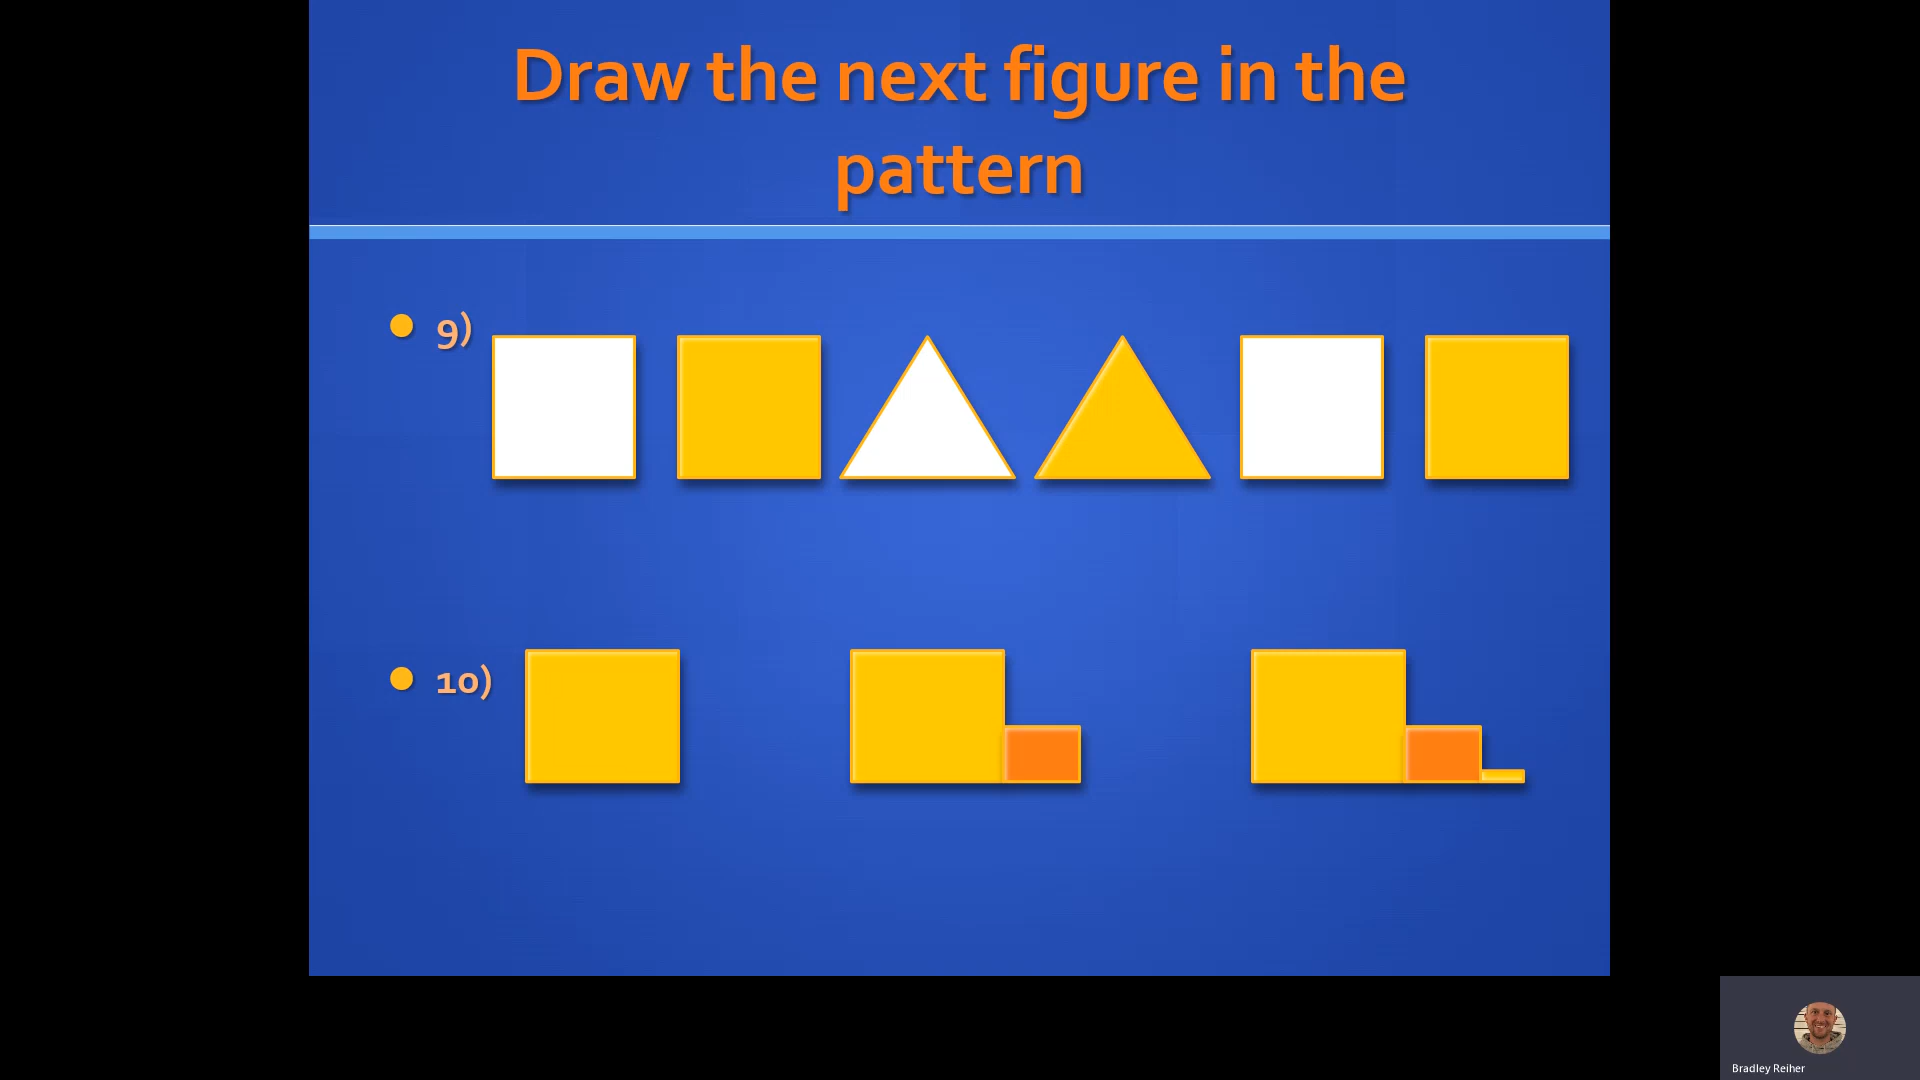 Draw the next figure in the
pattern
9)
10)
Bradley Reiher